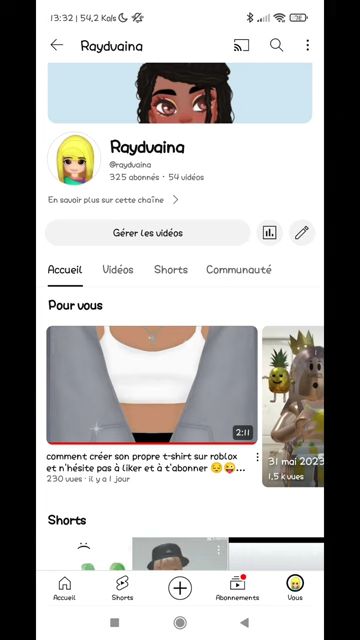 13:32 | 54,2 Ko/s
Rayduaina
Rayduaina
@rayduaina
325 abonnés · 54 vidéos
En savoir plus sur cette chaîne
Gérer les vidéos
Accueil Vidéos Shorts Communauté
Pour vous
2:11
31 mai 2023
1,5 k vues
comment créer son propre t-shirt sur roblox
et n'hésite pas à liker et à t'abonner 😔😜...
230 vues · il y a 1 jour
Shorts
Accueil Shorts Abonnements Vous